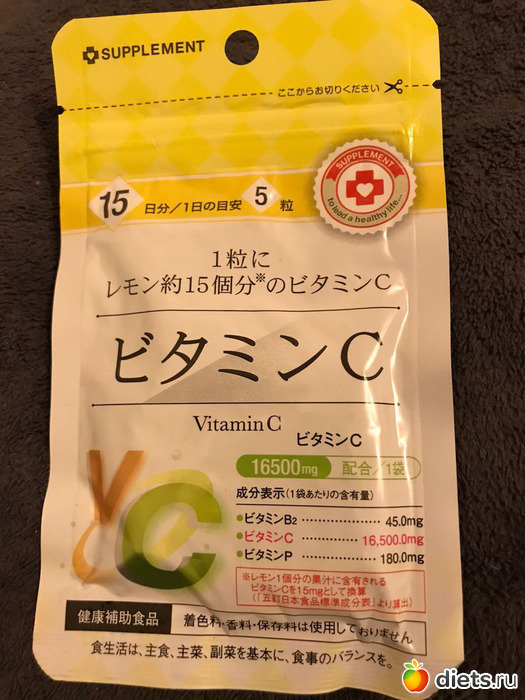 SUPPLEMENT
ここからお切りください
SUPPLEMENT
to lead a healthy life...
15日分/1日の目安 5粒
1粒に
レモン約15個分※のビタミンC
ビタミンC
Vitamin C
ビタミンC
16500mg 配合/1袋
成分表示(1袋あたりの含有量)
●ビタミンB2 ……………… 45.0mg
●ビタミンC ……………… 16,500.0mg
●ビタミンP ……………… 180.0mg
※レモン1個分の果汁に含有される
ビタミンCを15mgとして換算
(「五訂日本食品標準成分表」より算出)
VC
健康補助食品
着色料・香料・保存料は使用しておりません
食生活は、主食、主菜、副菜を基本に、食事のバランスを。
diets.ru